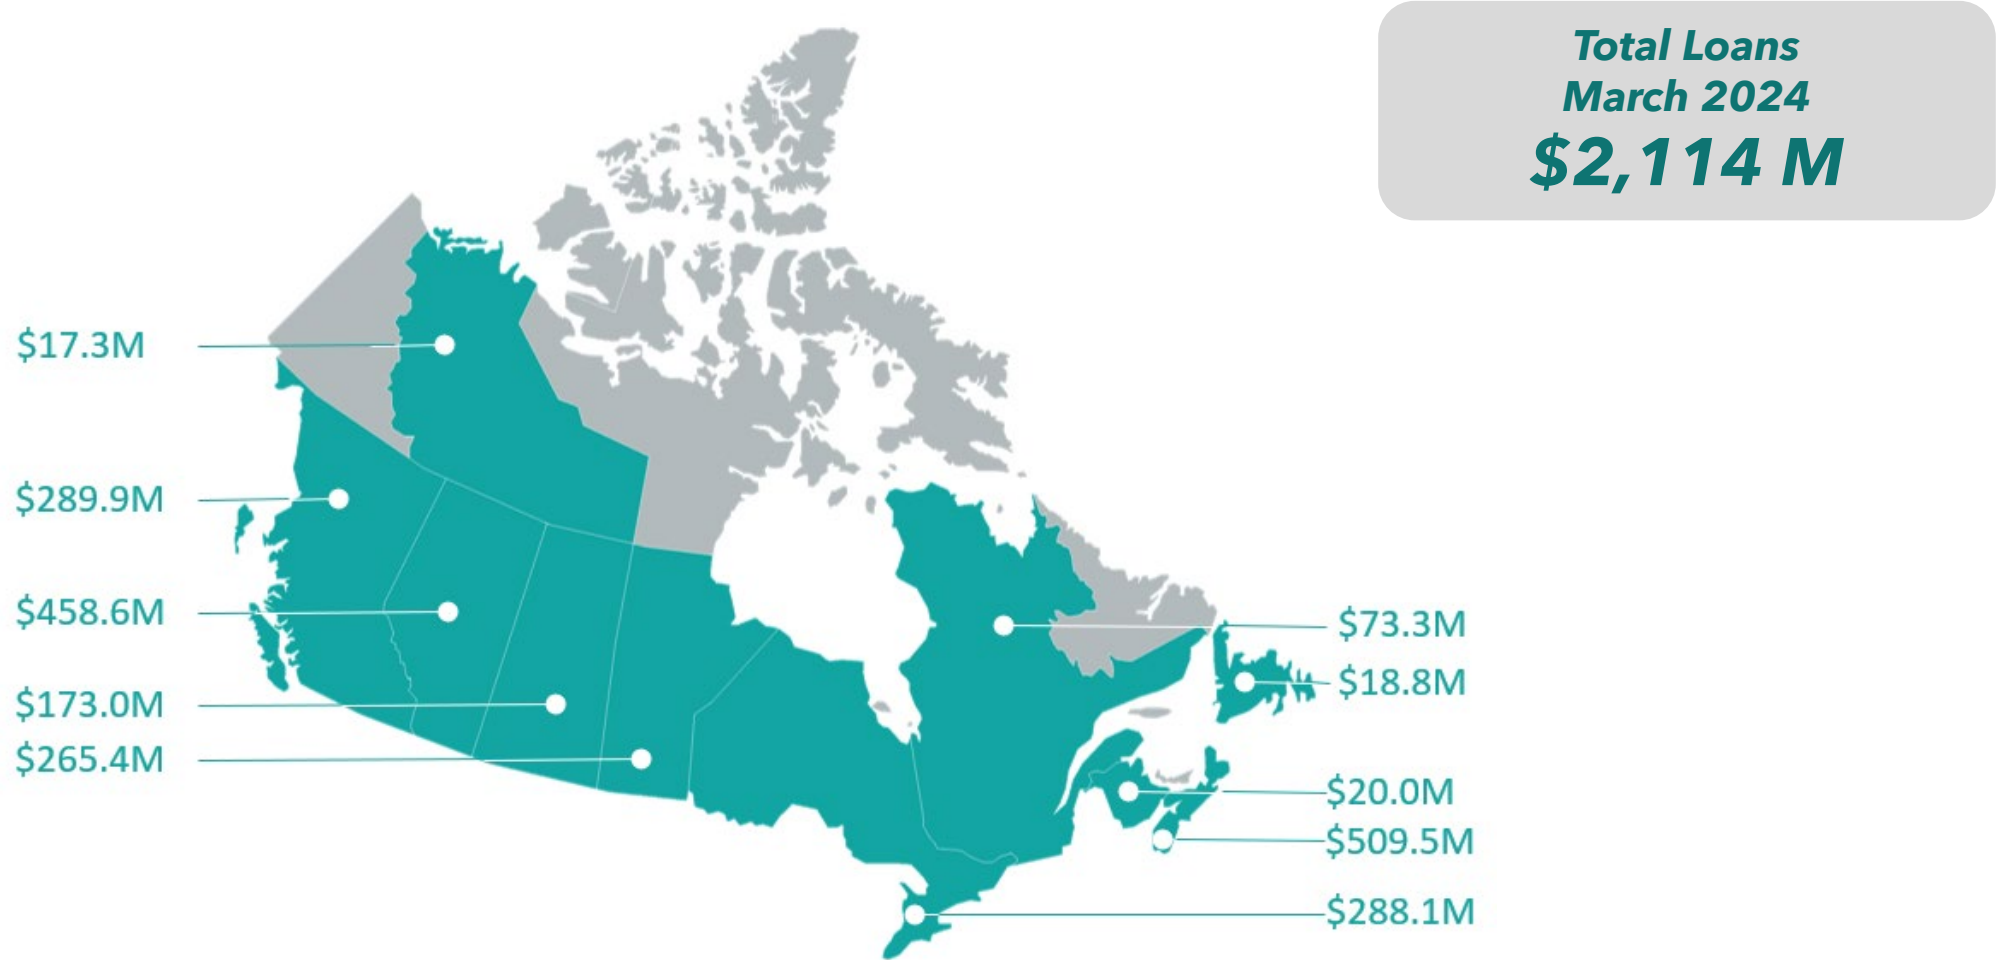 Total Loans
March 2024
$2,114 M
$17.3M
$289.9M
$458.6M
$173.0M
$265.4M
$73.3M
$18.8M
$20.0M
$509.5M
$288.1M